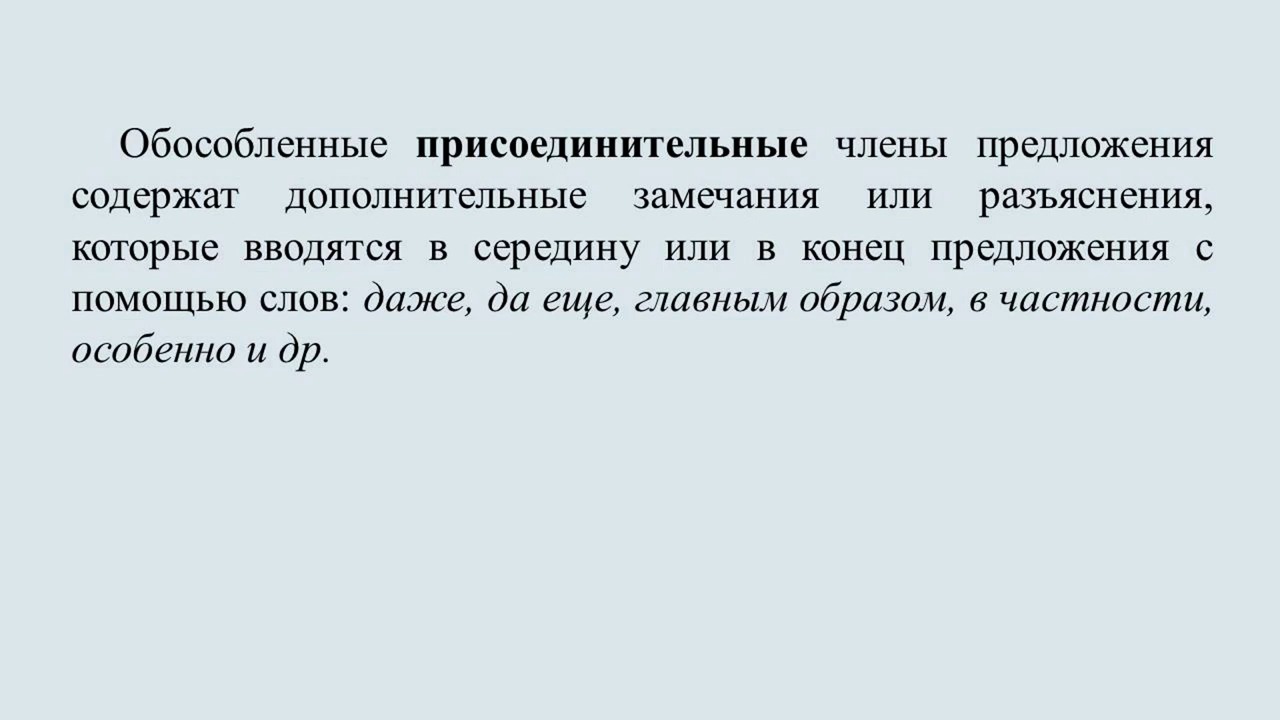 Обособленные присоединительные члены предложения
содержат дополнительные замечания или разъяснения,
которые вводятся в середину или в конец предложения с
помощью слов: даже, да еще, главным образом, в частности,
особенно и др.